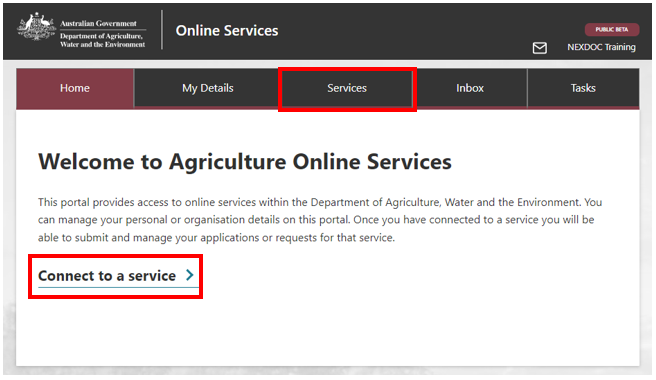 Australian Government
Department of Agriculture,
Water and the Environment
Online Services
PUBLIC BETA
NEXDOC Training
Home
My Details
Services
Inbox
Tasks
Welcome to Agriculture Online Services
This portal provides access to online services within the Department of Agriculture, Water and the Environment. You
can manage your personal or organisation details on this portal. Once you have connected to a service you will be
able to submit and manage your applications or requests for that service.
Connect to a service